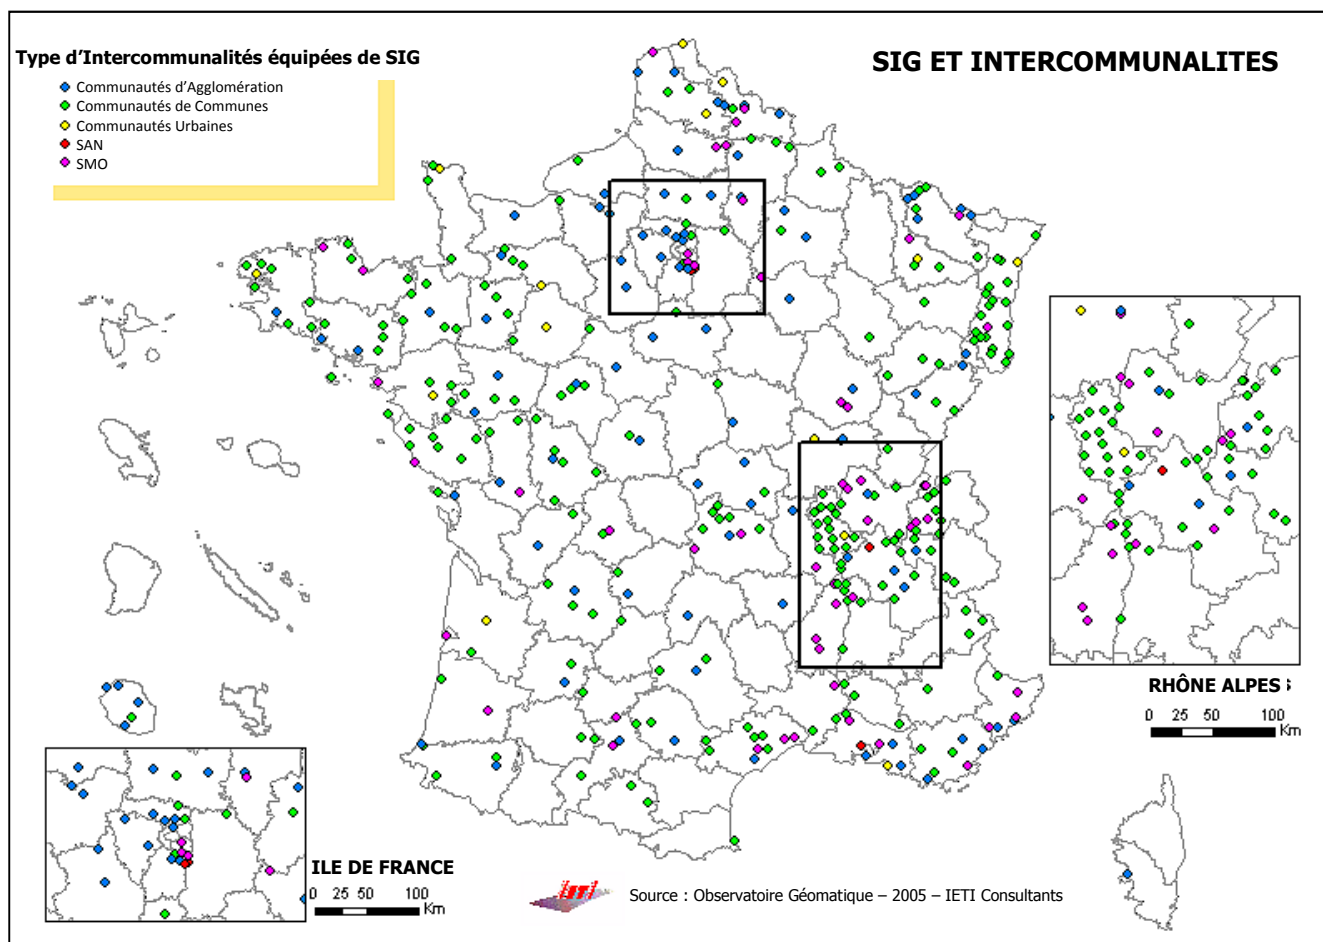 Type d'Intercommunalités équipées de SIG
Communautés d'Agglomération
Communautés de Communes
Communautés Urbaines
SAN
SMO
SIG ET INTERCOMMUNALITES
RHÔNE ALPES
0 25 50 100
Km
ILE DE FRANCE
0 25 50 100
Km
Source : Observatoire Géomatique – 2005 – IETI Consultants